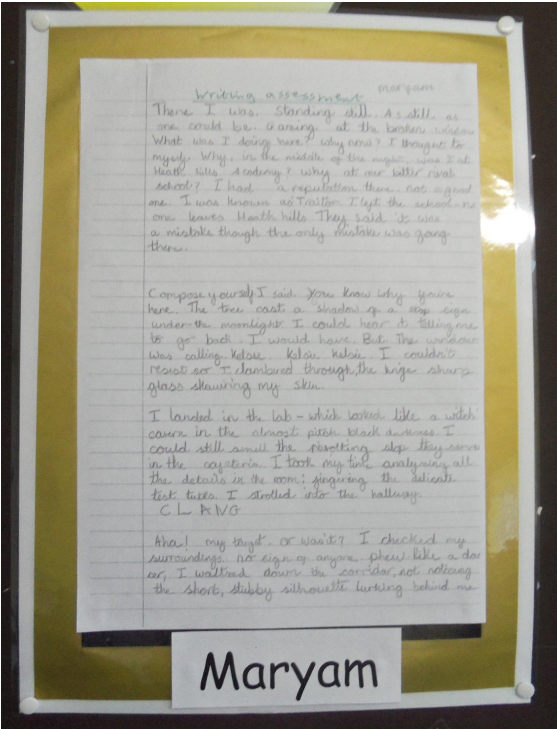 maryam
Writing assessment
There I was. Standing still. As still as
one could be. Gazing at the broken window
What was I doing here? Why now? I thought to
myself. Why, in the middle of the night, was I at
Heath hills Academy? Why at our bitter rival
school? I had a reputation there. not a good
one. I was known as Traitor. I left the school - no
one leaves Heath hills. They said it was
a mistake though the only mistake was going
there.
Compose yourself I said. You know why you're
here. The tree cast a shadow of a stop sign
under the moonlight. I could hear it telling me
to go back. I would have. But. The window
was calling. Kelsie. Kelsie. Kelsie. I couldn't
resist so I clambered through, the huge sharp
glass skewiring my skin.
I landed in the lab - which looked like a witch
cavern in the almost pitch black darkness. I
could still smell the revolting slop they serve
in the cafeteria. I took my time analysing all
the details in the room: fingiring the delicate
test tubes. I strolled into the hallway.
CLANG
Aha! my target. or wasn't? I checked my
surroundings. no sign of anyone. phew. like a
I waltzed down the corridor, not noticing
the short, stubby silhouette lurking behind me
Maryam